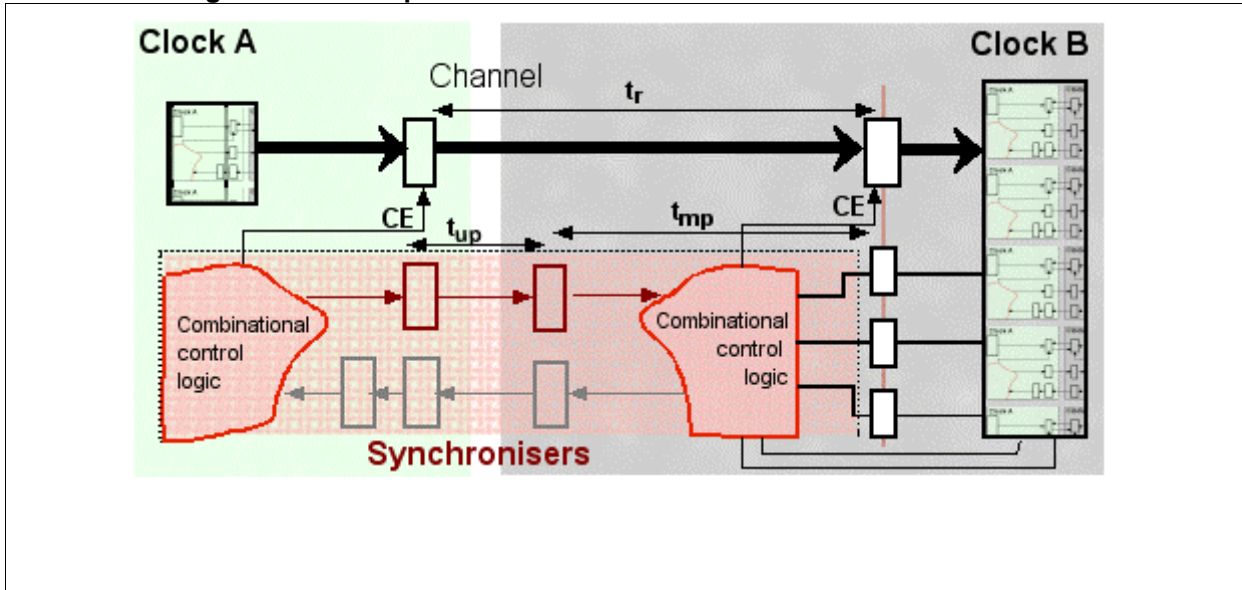 Clock A
Clock B
Channel
tr
CE
CE
tup
tmp
Combinational
control
logic
Combinational
control
logic
Synchronisers